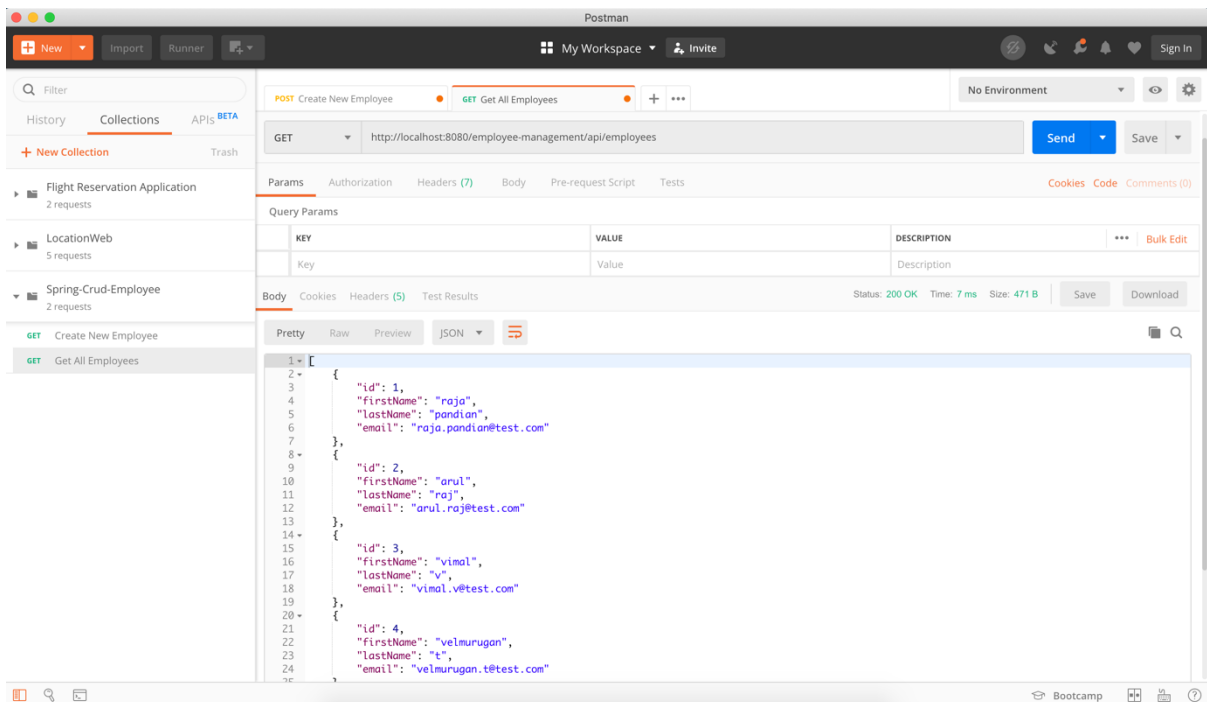 Postman
New Import Runner My Workspace Invite Sign In
Filter
History Collections APIs BETA
+ New Collection Trash
Flight Reservation Application
2 requests
LocationWeb
5 requests
Spring-Crud-Employee
2 requests
GET Create New Employee
GET Get All Employees
POST Create New Employee GET Get All Employees + ••• No Environment
GET http://localhost:8080/employee-management/api/employees Send Save
Params Authorization Headers (7) Body Pre-request Script Tests Cookies Code Comments (0)
Query Params
KEY VALUE DESCRIPTION ••• Bulk Edit
Key Value Description
Body Cookies Headers (5) Test Results Status: 200 OK Time: 7 ms Size: 471 B Save Download
Pretty Raw Preview JSON
1 [
2 {
3 "id": 1,
4 "firstName": "raja",
5 "lastName": "pandian",
6 "email": "raja.pandian@test.com"
7 },
8 {
9 "id": 2,
10 "firstName": "arul",
11 "lastName": "raj",
12 "email": "arul.raj@test.com"
13 },
14 {
15 "id": 3,
16 "firstName": "vimal",
17 "lastName": "v",
18 "email": "vimal.v@test.com"
19 },
20 {
21 "id": 4,
22 "firstName": "velmurugan",
23 "lastName": "t",
24 "email": "velmurugan.t@test.com"
Bootcamp